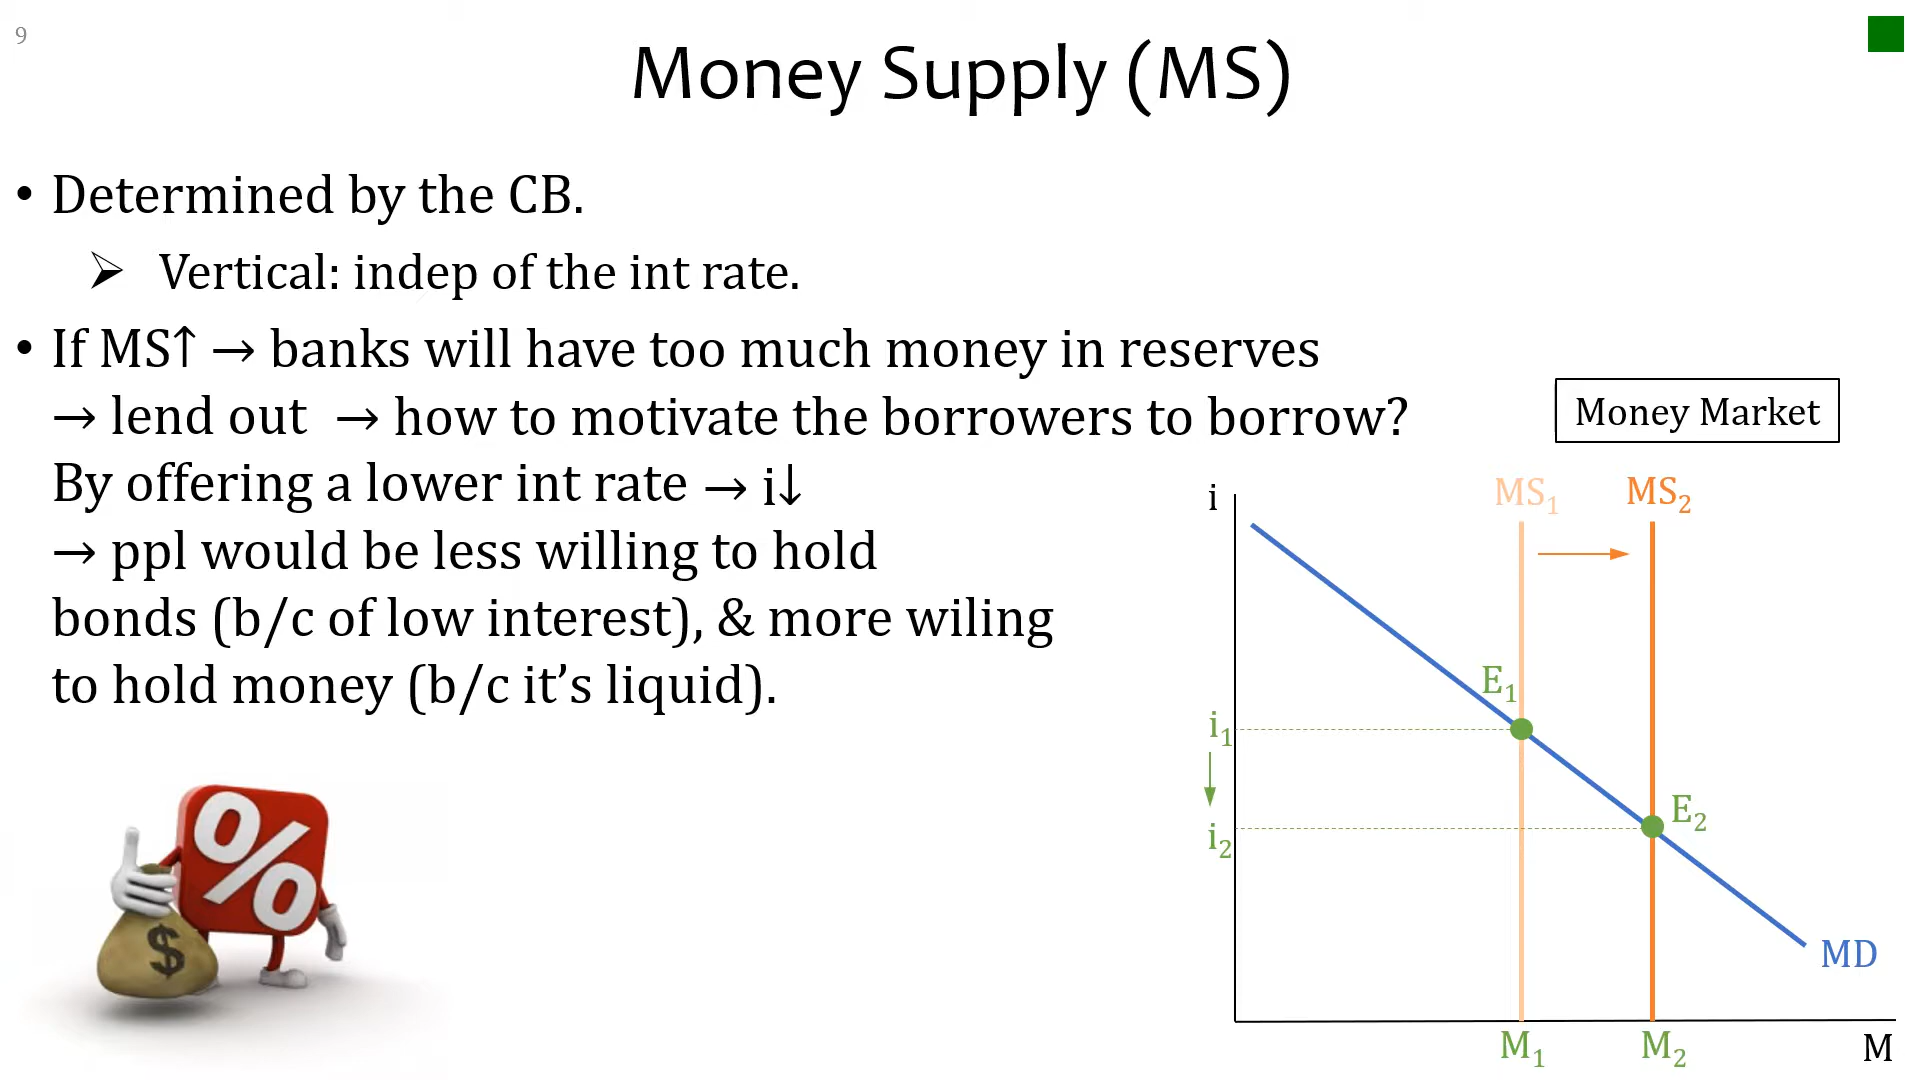 9
Money Supply (MS)
• Determined by the CB.
➢ Vertical: indep of the int rate.
• If MS↑ → banks will have too much money in reserves
→ lend out → how to motivate the borrowers to borrow?
By offering a lower int rate → i↓
→ ppl would be less willing to hold
bonds (b/c of low interest), & more wiling
to hold money (b/c it's liquid).
Money Market
i
MS₁
MS₂
E₁
i₁
E₂
i₂
MD
M₁
M₂
M
%
$